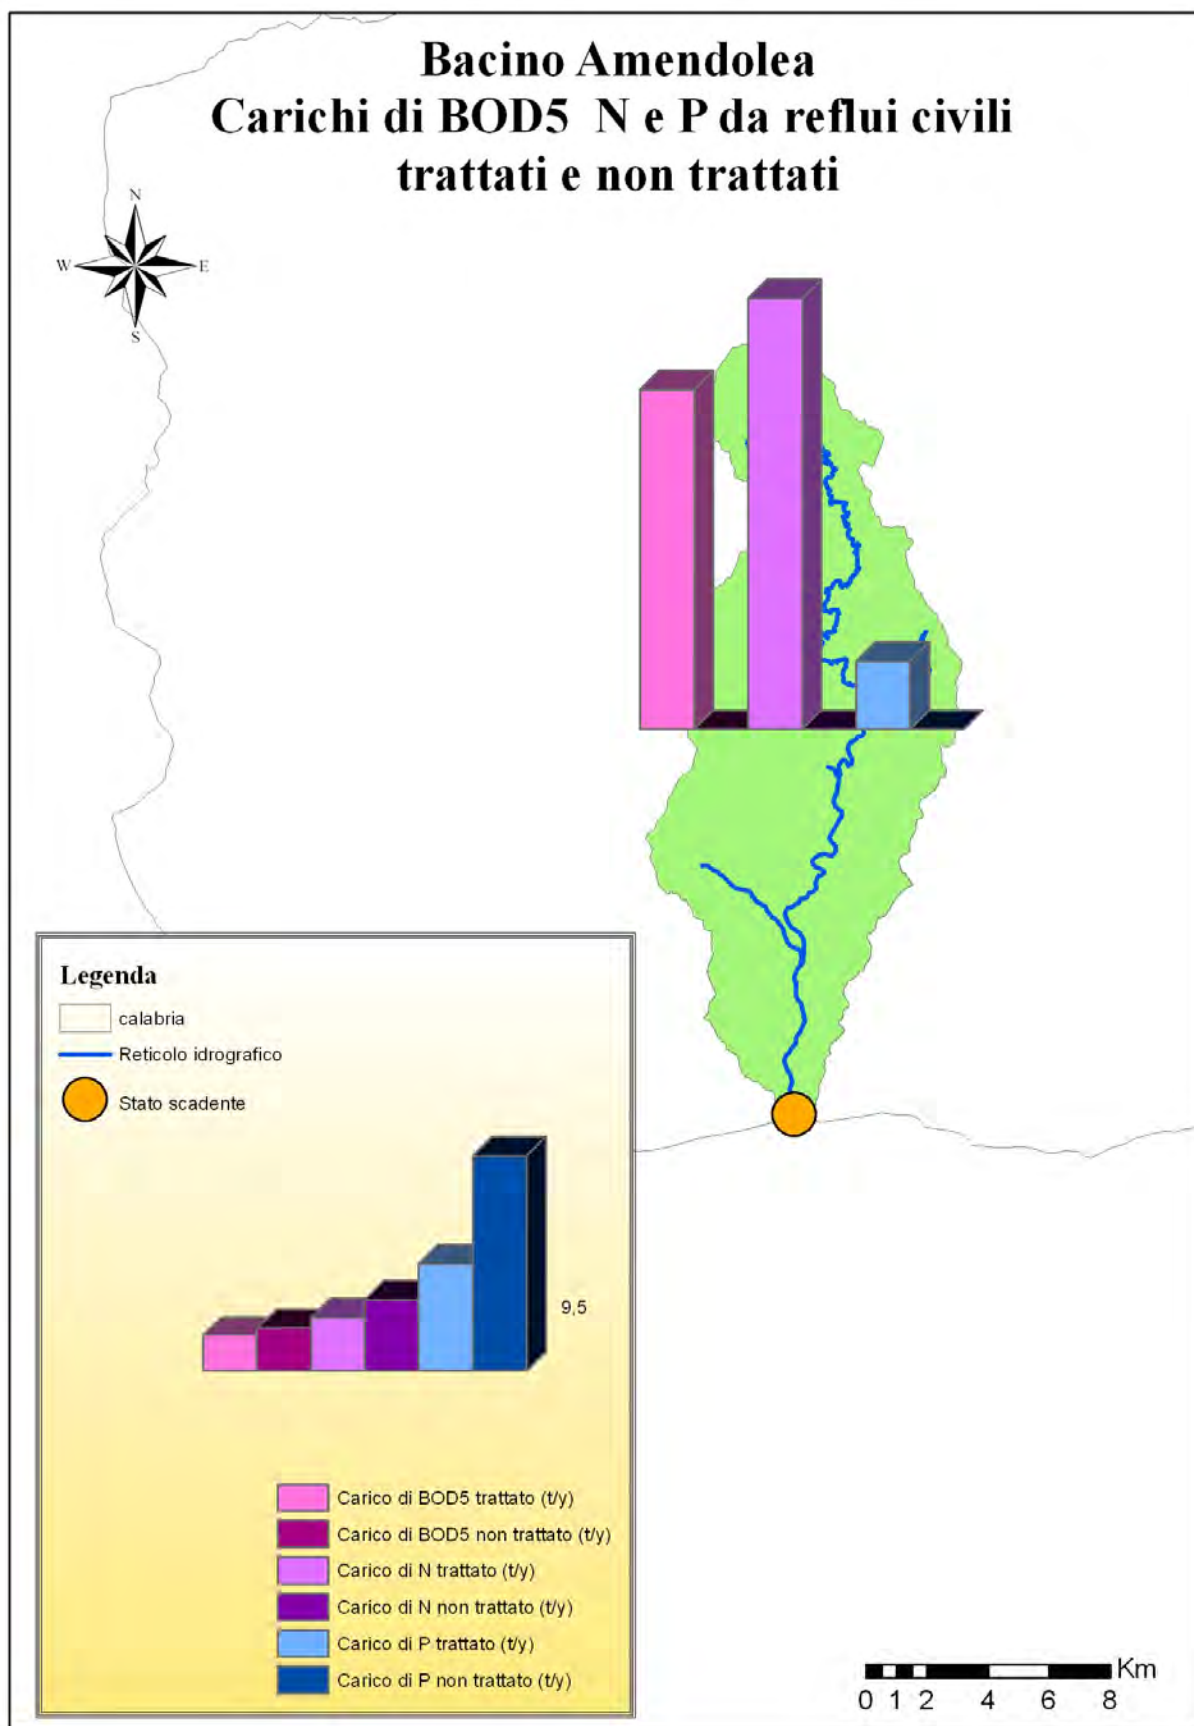 Bacino Amendolea
Carichi di BOD5 N e P da reflui civili
trattati e non trattati
N
W
E
S
Legenda
calabria
Reticolo idrografico
Stato scadente
9,5
Carico di BOD5 trattato (t/y)
Carico di BOD5 non trattato (t/y)
Carico di N trattato (t/y)
Carico di N non trattato (t/y)
Carico di P trattato (t/y)
Carico di P non trattato (t/y)
Km
0 1 2 4 6 8